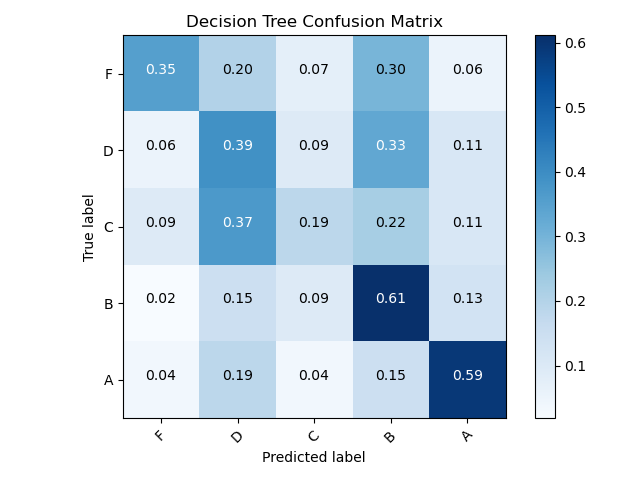 Decision Tree Confusion Matrix
True label
F 0.35 0.20 0.07 0.30 0.06
D 0.06 0.39 0.09 0.33 0.11
C 0.09 0.37 0.19 0.22 0.11
B 0.02 0.15 0.09 0.61 0.13
A 0.04 0.19 0.04 0.15 0.59
F D C B A
Predicted label
0.6
0.5
0.4
0.3
0.2
0.1